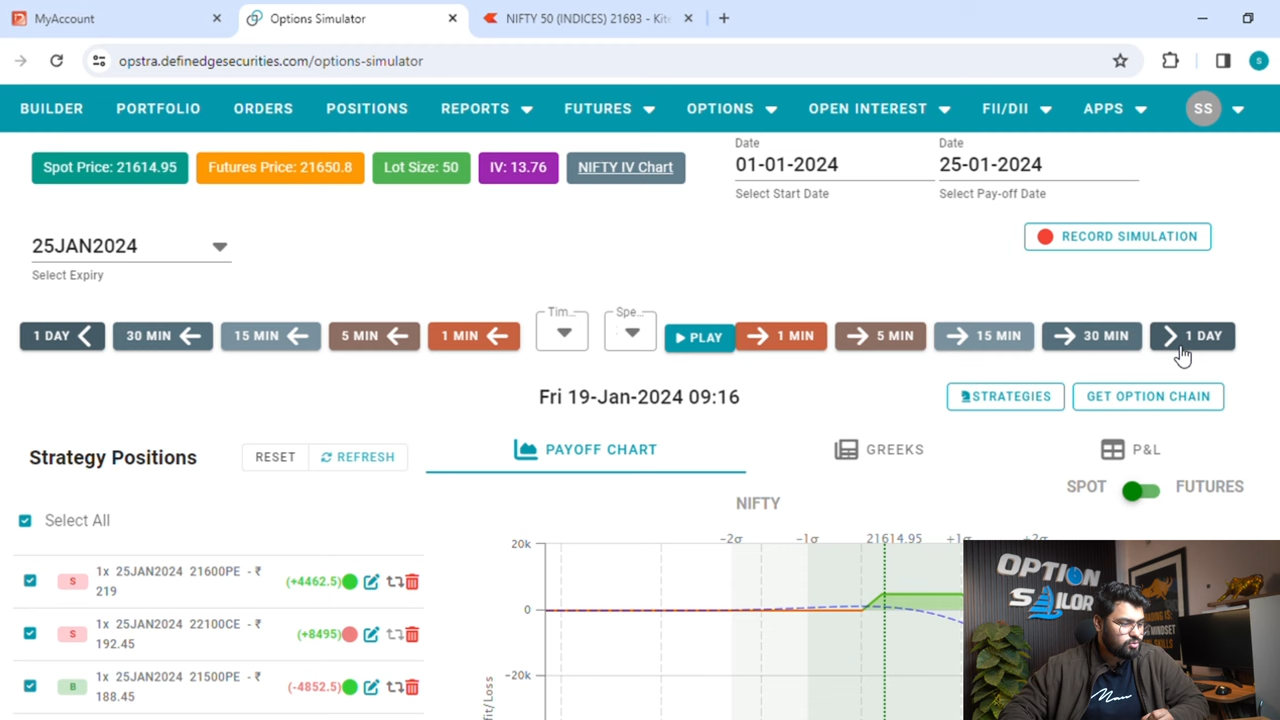 MyAccount
Options Simulator
NIFTY 50 (INDICES) 21693 - Kite
opstra.definedgesecurities.com/options-simulator
S
BUILDER PORTFOLIO ORDERS POSITIONS REPORTS FUTURES OPTIONS OPEN INTEREST FII/DII APPS SS
Spot Price: 21614.95 Futures Price: 21650.8 Lot Size: 50 IV: 13.76 NIFTY IV Chart
Date Date
01-01-2024 25-01-2024
Select Start Date Select Pay-off Date
25JAN2024
Select Expiry
RECORD SIMULATION
Tim... Spe...
1 DAY 30 MIN 15 MIN 5 MIN 1 MIN PLAY 1 MIN 5 MIN 15 MIN 30 MIN 1 DAY
Fri 19-Jan-2024 09:16
STRATEGIES GET OPTION CHAIN
Strategy Positions RESET REFRESH
PAYOFF CHART GREEKS P&L
SPOT FUTURES
NIFTY
Select All
-2σ -1σ 21614.95 +1σ +2σ
20k
0
-20k
fit/Loss
S 1x 25JAN2024 21600PE - ₹
219
(+4462.5)
S 1x 25JAN2024 22100CE - ₹
192.45
(+8495)
B 1x 25JAN2024 21500PE - ₹
188.45
(-4852.5)
OPTION
SAILOR